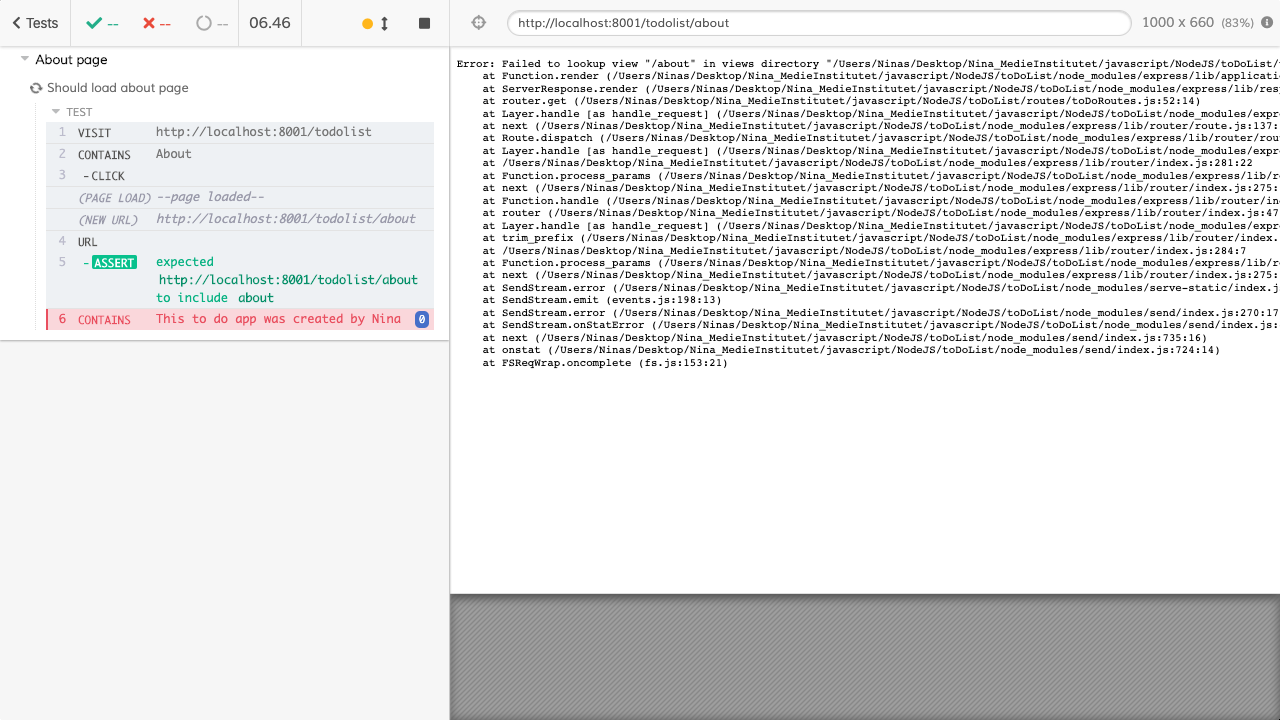 Tests -- -- -- 06.46
http://localhost:8001/todolist/about 1000 x 660 (83%)
About page
Should load about page
TEST
1 VISIT http://localhost:8001/todolist
2 CONTAINS About
3 -CLICK
(PAGE LOAD) --page loaded--
(NEW URL) http://localhost:8001/todolist/about
4 URL
5 -ASSERT expected
http://localhost:8001/todolist/about
to include about
6 CONTAINS This to do app was created by Nina 0
Error: Failed to lookup view "/about" in views directory "/Users/Ninas/Desktop/Nina_MedieInstitutet/javascript/NodeJS/toDoList/
at Function.render (/Users/Ninas/Desktop/Nina_MedieInstitutet/javascript/NodeJS/toDoList/node_modules/express/lib/applicati
at ServerResponse.render (/Users/Ninas/Desktop/Nina_MedieInstitutet/javascript/NodeJS/toDoList/node_modules/express/lib/res
at router.get (/Users/Ninas/Desktop/Nina_MedieInstitutet/javascript/NodeJS/toDoList/routes/toDoRoutes.js:52:14)
at Layer.handle [as handle_request] (/Users/Ninas/Desktop/Nina_MedieInstitutet/javascript/NodeJS/toDoList/node_modules/expre
at next (/Users/Ninas/Desktop/Nina_MedieInstitutet/javascript/NodeJS/toDoList/node_modules/express/lib/router/route.js:137:
at Route.dispatch (/Users/Ninas/Desktop/Nina_MedieInstitutet/javascript/NodeJS/toDoList/node_modules/express/lib/router/rou
at Layer.handle [as handle_request] (/Users/Ninas/Desktop/Nina_MedieInstitutet/javascript/NodeJS/toDoList/node_modules/expre
at /Users/Ninas/Desktop/Nina_MedieInstitutet/javascript/NodeJS/toDoList/node_modules/express/lib/router/index.js:281:22
at Function.process_params (/Users/Ninas/Desktop/Nina_MedieInstitutet/javascript/NodeJS/toDoList/node_modules/express/lib/r
at next (/Users/Ninas/Desktop/Nina_MedieInstitutet/javascript/NodeJS/toDoList/node_modules/express/lib/router/index.js:275:
at Function.handle (/Users/Ninas/Desktop/Nina_MedieInstitutet/javascript/NodeJS/toDoList/node_modules/express/lib/router/in
at router (/Users/Ninas/Desktop/Nina_MedieInstitutet/javascript/NodeJS/toDoList/node_modules/express/lib/router/index.js:47
at Layer.handle [as handle_request] (/Users/Ninas/Desktop/Nina_MedieInstitutet/javascript/NodeJS/toDoList/node_modules/expre
at trim_prefix (/Users/Ninas/Desktop/Nina_MedieInstitutet/javascript/NodeJS/toDoList/node_modules/express/lib/router/index.
at /Users/Ninas/Desktop/Nina_MedieInstitutet/javascript/NodeJS/toDoList/node_modules/express/lib/router/index.js:284:7
at Function.process_params (/Users/Ninas/Desktop/Nina_MedieInstitutet/javascript/NodeJS/toDoList/node_modules/express/lib/r
at next (/Users/Ninas/Desktop/Nina_MedieInstitutet/javascript/NodeJS/toDoList/node_modules/express/lib/router/index.js:275:
at SendStream.error (/Users/Ninas/Desktop/Nina_MedieInstitutet/javascript/NodeJS/toDoList/node_modules/serve-static/index.j
at SendStream.emit (events.js:198:13)
at SendStream.error (/Users/Ninas/Desktop/Nina_MedieInstitutet/javascript/NodeJS/toDoList/node_modules/send/index.js:270:17
at SendStream.onStatError (/Users/Ninas/Desktop/Nina_MedieInstitutet/javascript/NodeJS/toDoList/node_modules/send/index.js:
at next (/Users/Ninas/Desktop/Nina_MedieInstitutet/javascript/NodeJS/toDoList/node_modules/send/index.js:735:16)
at onstat (/Users/Ninas/Desktop/Nina_MedieInstitutet/javascript/NodeJS/toDoList/node_modules/send/index.js:724:14)
at FSReqWrap.oncomplete (fs.js:153:21)